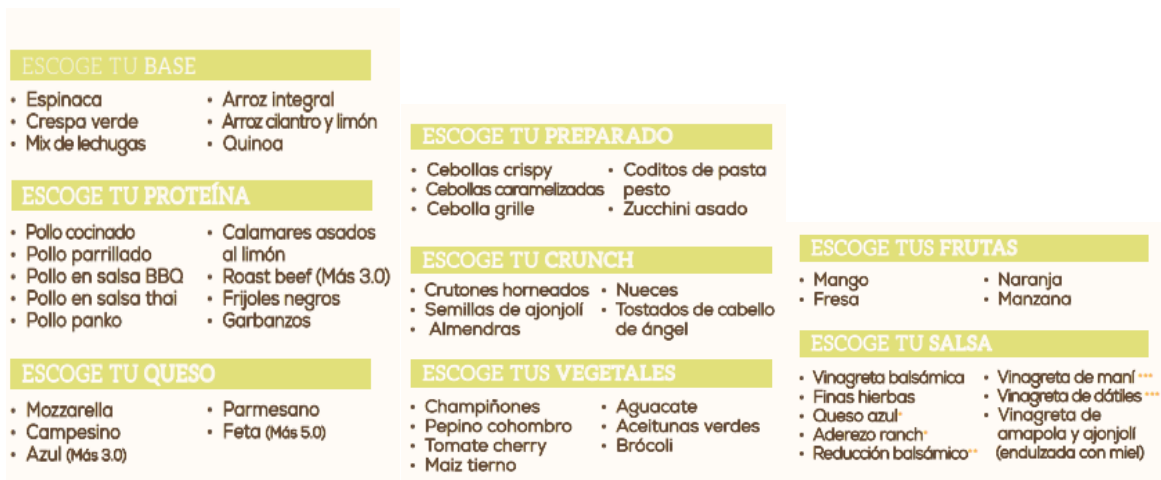 ESCOGE TU BASE
• Espinaca
• Crespa verde
• Mix de lechugas
• Arroz integral
• Arroz cilantro y limón
• Quinoa
ESCOGE TU PROTEÍNA
• Pollo cocinado
• Pollo parrillado
• Pollo en salsa BBQ
• Pollo en salsa thai
• Pollo panko
• Calamares asados
al limón
• Roast beef (Más 3.0)
• Frijoles negros
• Garbanzos
ESCOGE TU QUESO
• Mozzarella
• Campesino
• Azul (Más 3.0)
• Parmesano
• Feta (Más 5.0)
ESCOGE TU PREPARADO
• Cebollas crispy
• Cebollas caramelizadas
• Cebolla grille
• Coditos de pasta
pesto
• Zucchini asado
ESCOGE TU CRUNCH
• Crutones horneados
• Semillas de ajonjolí
• Almendras
• Nueces
• Tostados de cabello
de ángel
ESCOGE TUS VEGETALES
• Champiñones
• Pepino cohombro
• Tomate cherry
• Maiz tierno
• Aguacate
• Aceitunas verdes
• Brócoli
ESCOGE TUS FRUTAS
• Mango
• Fresa
• Naranja
• Manzana
ESCOGE TU SALSA
• Vinagreta balsámica
• Finas hierbas
• Queso azul*
• Aderezo ranch*
• Reducción balsámico**
• Vinagreta de maní ***
• Vinagreta de dátiles ***
• Vinagreta de
amapola y ajonjolí
(endulzada con miel)